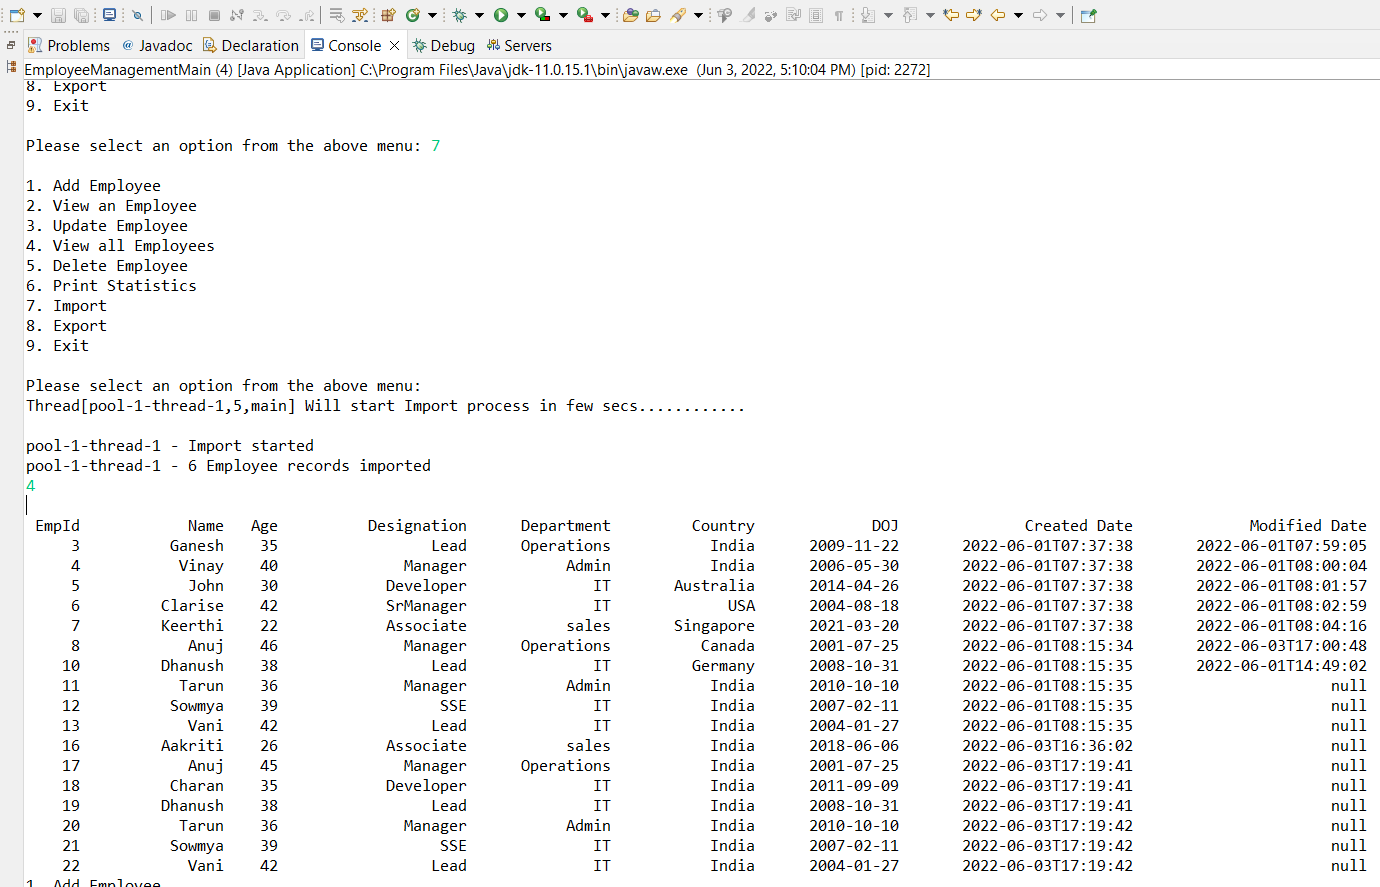 Problems @ Javadoc Declaration Console Debug Servers
EmployeeManagementMain (4) [Java Application] C:\Program Files\Java\jdk-11.0.15.1\bin\javaw.exe (Jun 3, 2022, 5:10:04 PM) [pid: 2272]
8. Export
9. Exit
Please select an option from the above menu: 7
1. Add Employee
2. View an Employee
3. Update Employee
4. View all Employees
5. Delete Employee
6. Print Statistics
7. Import
8. Export
9. Exit
Please select an option from the above menu:
Thread[pool-1-thread-1,5,main] Will start Import process in few secs............
pool-1-thread-1 - Import started
pool-1-thread-1 - 6 Employee records imported
4
EmpId Name Age Designation Department Country DOJ Created Date Modified Date
3 Ganesh 35 Lead Operations India 2009-11-22 2022-06-01T07:37:38 2022-06-01T07:59:05
4 Vinay 40 Manager Admin India 2006-05-30 2022-06-01T07:37:38 2022-06-01T08:00:04
5 John 30 Developer IT Australia 2014-04-26 2022-06-01T07:37:38 2022-06-01T08:01:57
6 Clarise 42 SrManager IT USA 2004-08-18 2022-06-01T07:37:38 2022-06-01T08:02:59
7 Keerthi 22 Associate sales Singapore 2021-03-20 2022-06-01T07:37:38 2022-06-01T08:04:16
8 Anuj 46 Manager Operations Canada 2001-07-25 2022-06-01T08:15:34 2022-06-03T17:00:48
10 Dhanush 38 Lead IT Germany 2008-10-31 2022-06-01T08:15:35 2022-06-01T14:49:02
11 Tarun 36 Manager Admin India 2010-10-10 2022-06-01T08:15:35 null
12 Sowmya 39 SSE IT India 2007-02-11 2022-06-01T08:15:35 null
13 Vani 42 Lead IT India 2004-01-27 2022-06-01T08:15:35 null
16 Aakriti 26 Associate sales India 2018-06-06 2022-06-03T16:36:02 null
17 Anuj 45 Manager Operations India 2001-07-25 2022-06-03T17:19:41 null
18 Charan 35 Developer IT India 2011-09-09 2022-06-03T17:19:41 null
19 Dhanush 38 Lead IT India 2008-10-31 2022-06-03T17:19:41 null
20 Tarun 36 Manager Admin India 2010-10-10 2022-06-03T17:19:42 null
21 Sowmya 39 SSE IT India 2007-02-11 2022-06-03T17:19:42 null
22 Vani 42 Lead IT India 2004-01-27 2022-06-03T17:19:42 null
1. Add Employee